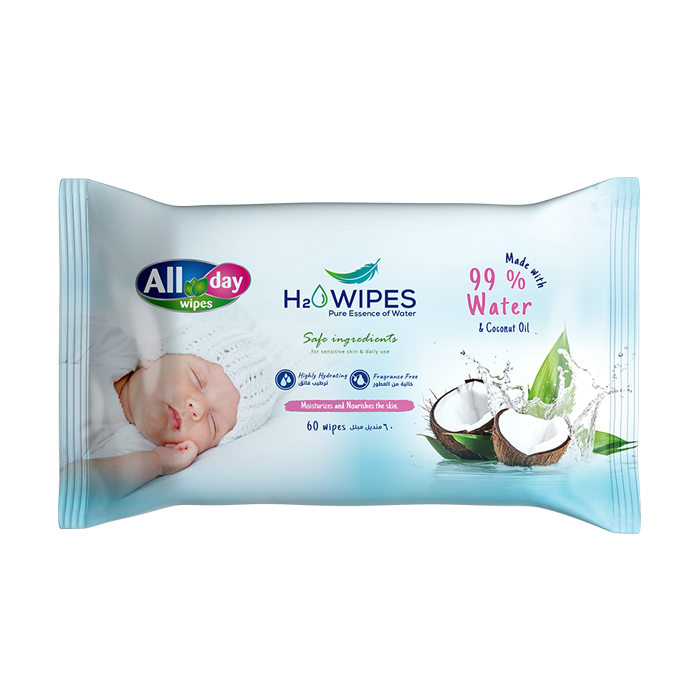 All day
wipes
H₂O WIPES
Pure Essence of Water
Safe ingredients
for sensitive skin & daily use
Highly Hydrating
ترطيب فائق
Fragrance Free
خالية من العطور
Moisturizes and Nourishes the skin
60 wipes ٦٠ منديل مبلل
Made with
99 %
Water
& Coconut Oil